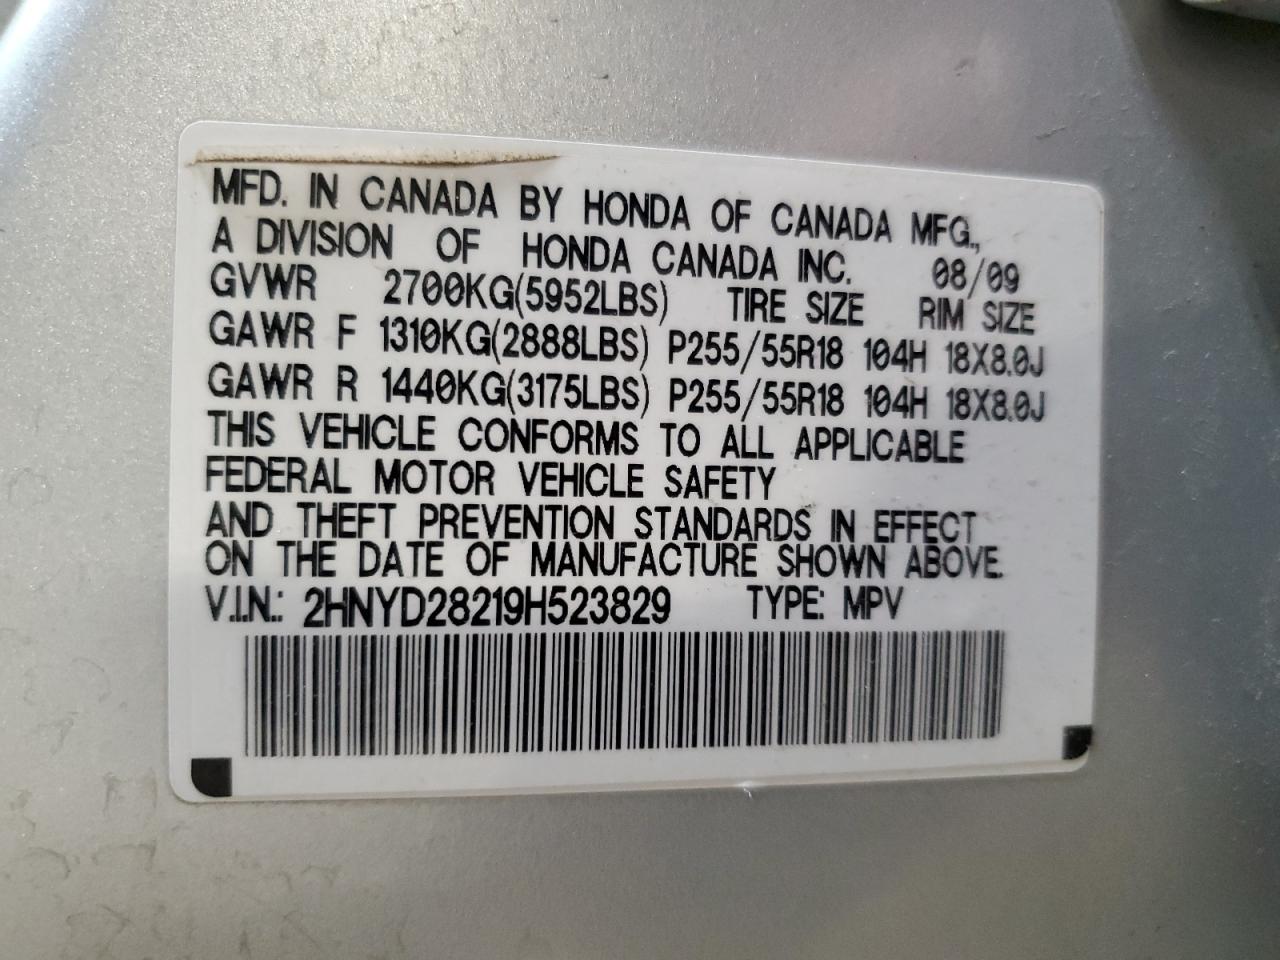 MFD. IN CANADA BY HONDA OF CANADA MFG.,
A DIVISION OF HONDA CANADA INC. 08/09
GVWR 2700KG(5952LBS) TIRE SIZE RIM SIZE
GAWR F 1310KG(2888LBS) P255/55R18 104H 18X8.0J
GAWR R 1440KG(3175LBS) P255/55R18 104H 18X8.0J
THIS VEHICLE CONFORMS TO ALL APPLICABLE
FEDERAL MOTOR VEHICLE SAFETY
AND THEFT PREVENTION STANDARDS IN EFFECT
ON THE DATE OF MANUFACTURE SHOWN ABOVE.
V.I.N.: 2HNYD28219H523829 TYPE: MPV